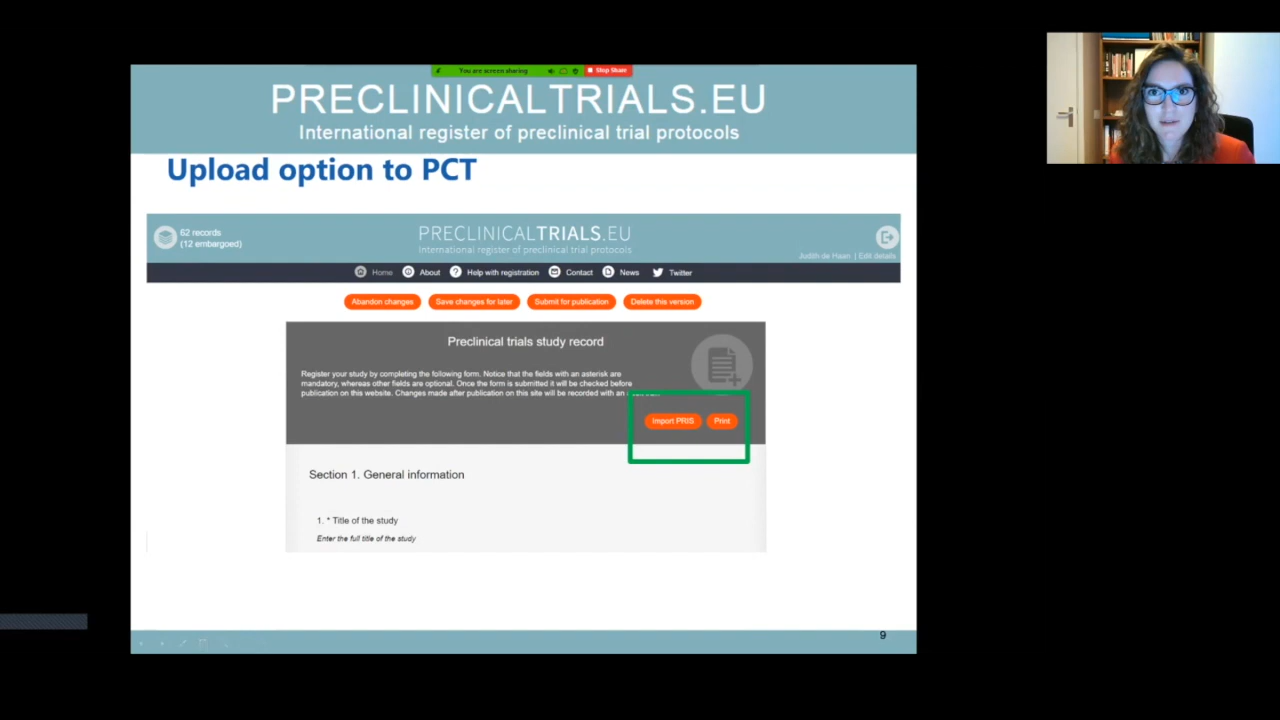 You are screen sharing Stop Share
PRECLINICALTRIALS.EU
International register of preclinical trial protocols
Upload option to PCT
62 records
(12 embargoed)
PRECLINICALTRIALS.EU
International register of preclinical trial protocols
Judith de Haan | Edit details
Home About Help with registration Contact News Twitter
Abandon changes Save changes for later Submit for publication Delete this version
Preclinical trials study record
Register your study by completing the following form. Notice that the fields with an asterisk are
mandatory, whereas other fields are optional. Once the form is submitted it will be checked before
publication on this website. Changes made after publication on this site will be recorded with an
Import PRIS Print
Section 1. General information
1. * Title of the study
Enter the full title of the study
9